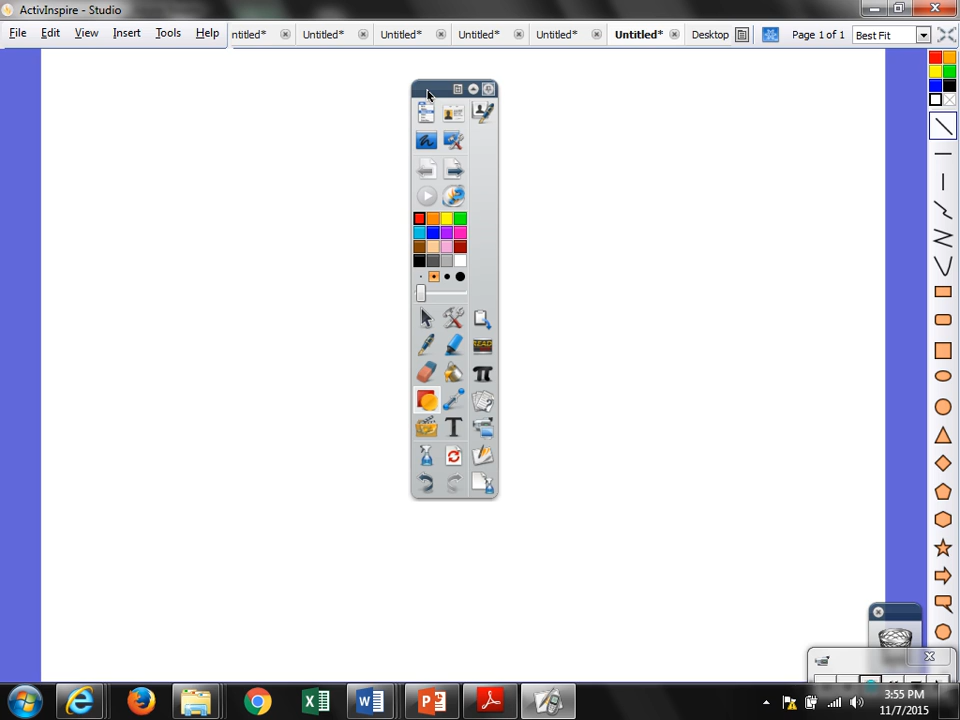 ActivInspire - Studio
File Edit View Insert Tools Help ntitled* Untitled* Untitled* Untitled* Untitled* Untitled* Desktop Page 1 of 1 Best Fit
READ
T
3:55 PM
11/7/2015